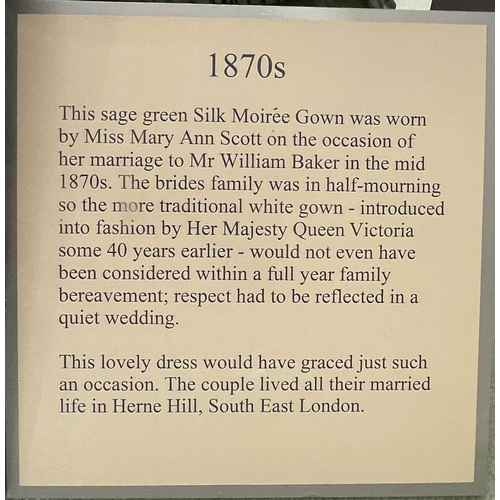 1870s
This sage green Silk Moirée Gown was worn
by Miss Mary Ann Scott on the occasion of
her marriage to Mr William Baker in the mid
1870s. The brides family was in half-mourning
so the more traditional white gown - introduced
into fashion by Her Majesty Queen Victoria
some 40 years earlier - would not even have
been considered within a full year family
bereavement; respect had to be reflected in a
quiet wedding.
This lovely dress would have graced just such
an occasion. The couple lived all their married
life in Herne Hill, South East London.